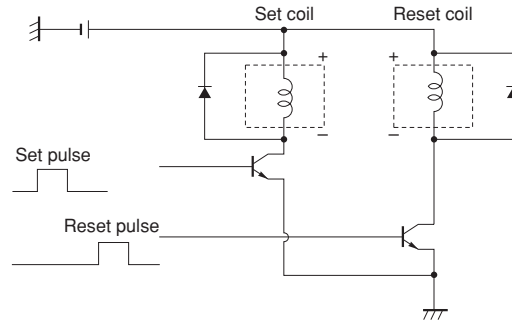 Set coil
Reset coil
+
+
−
−
Set pulse
Reset pulse